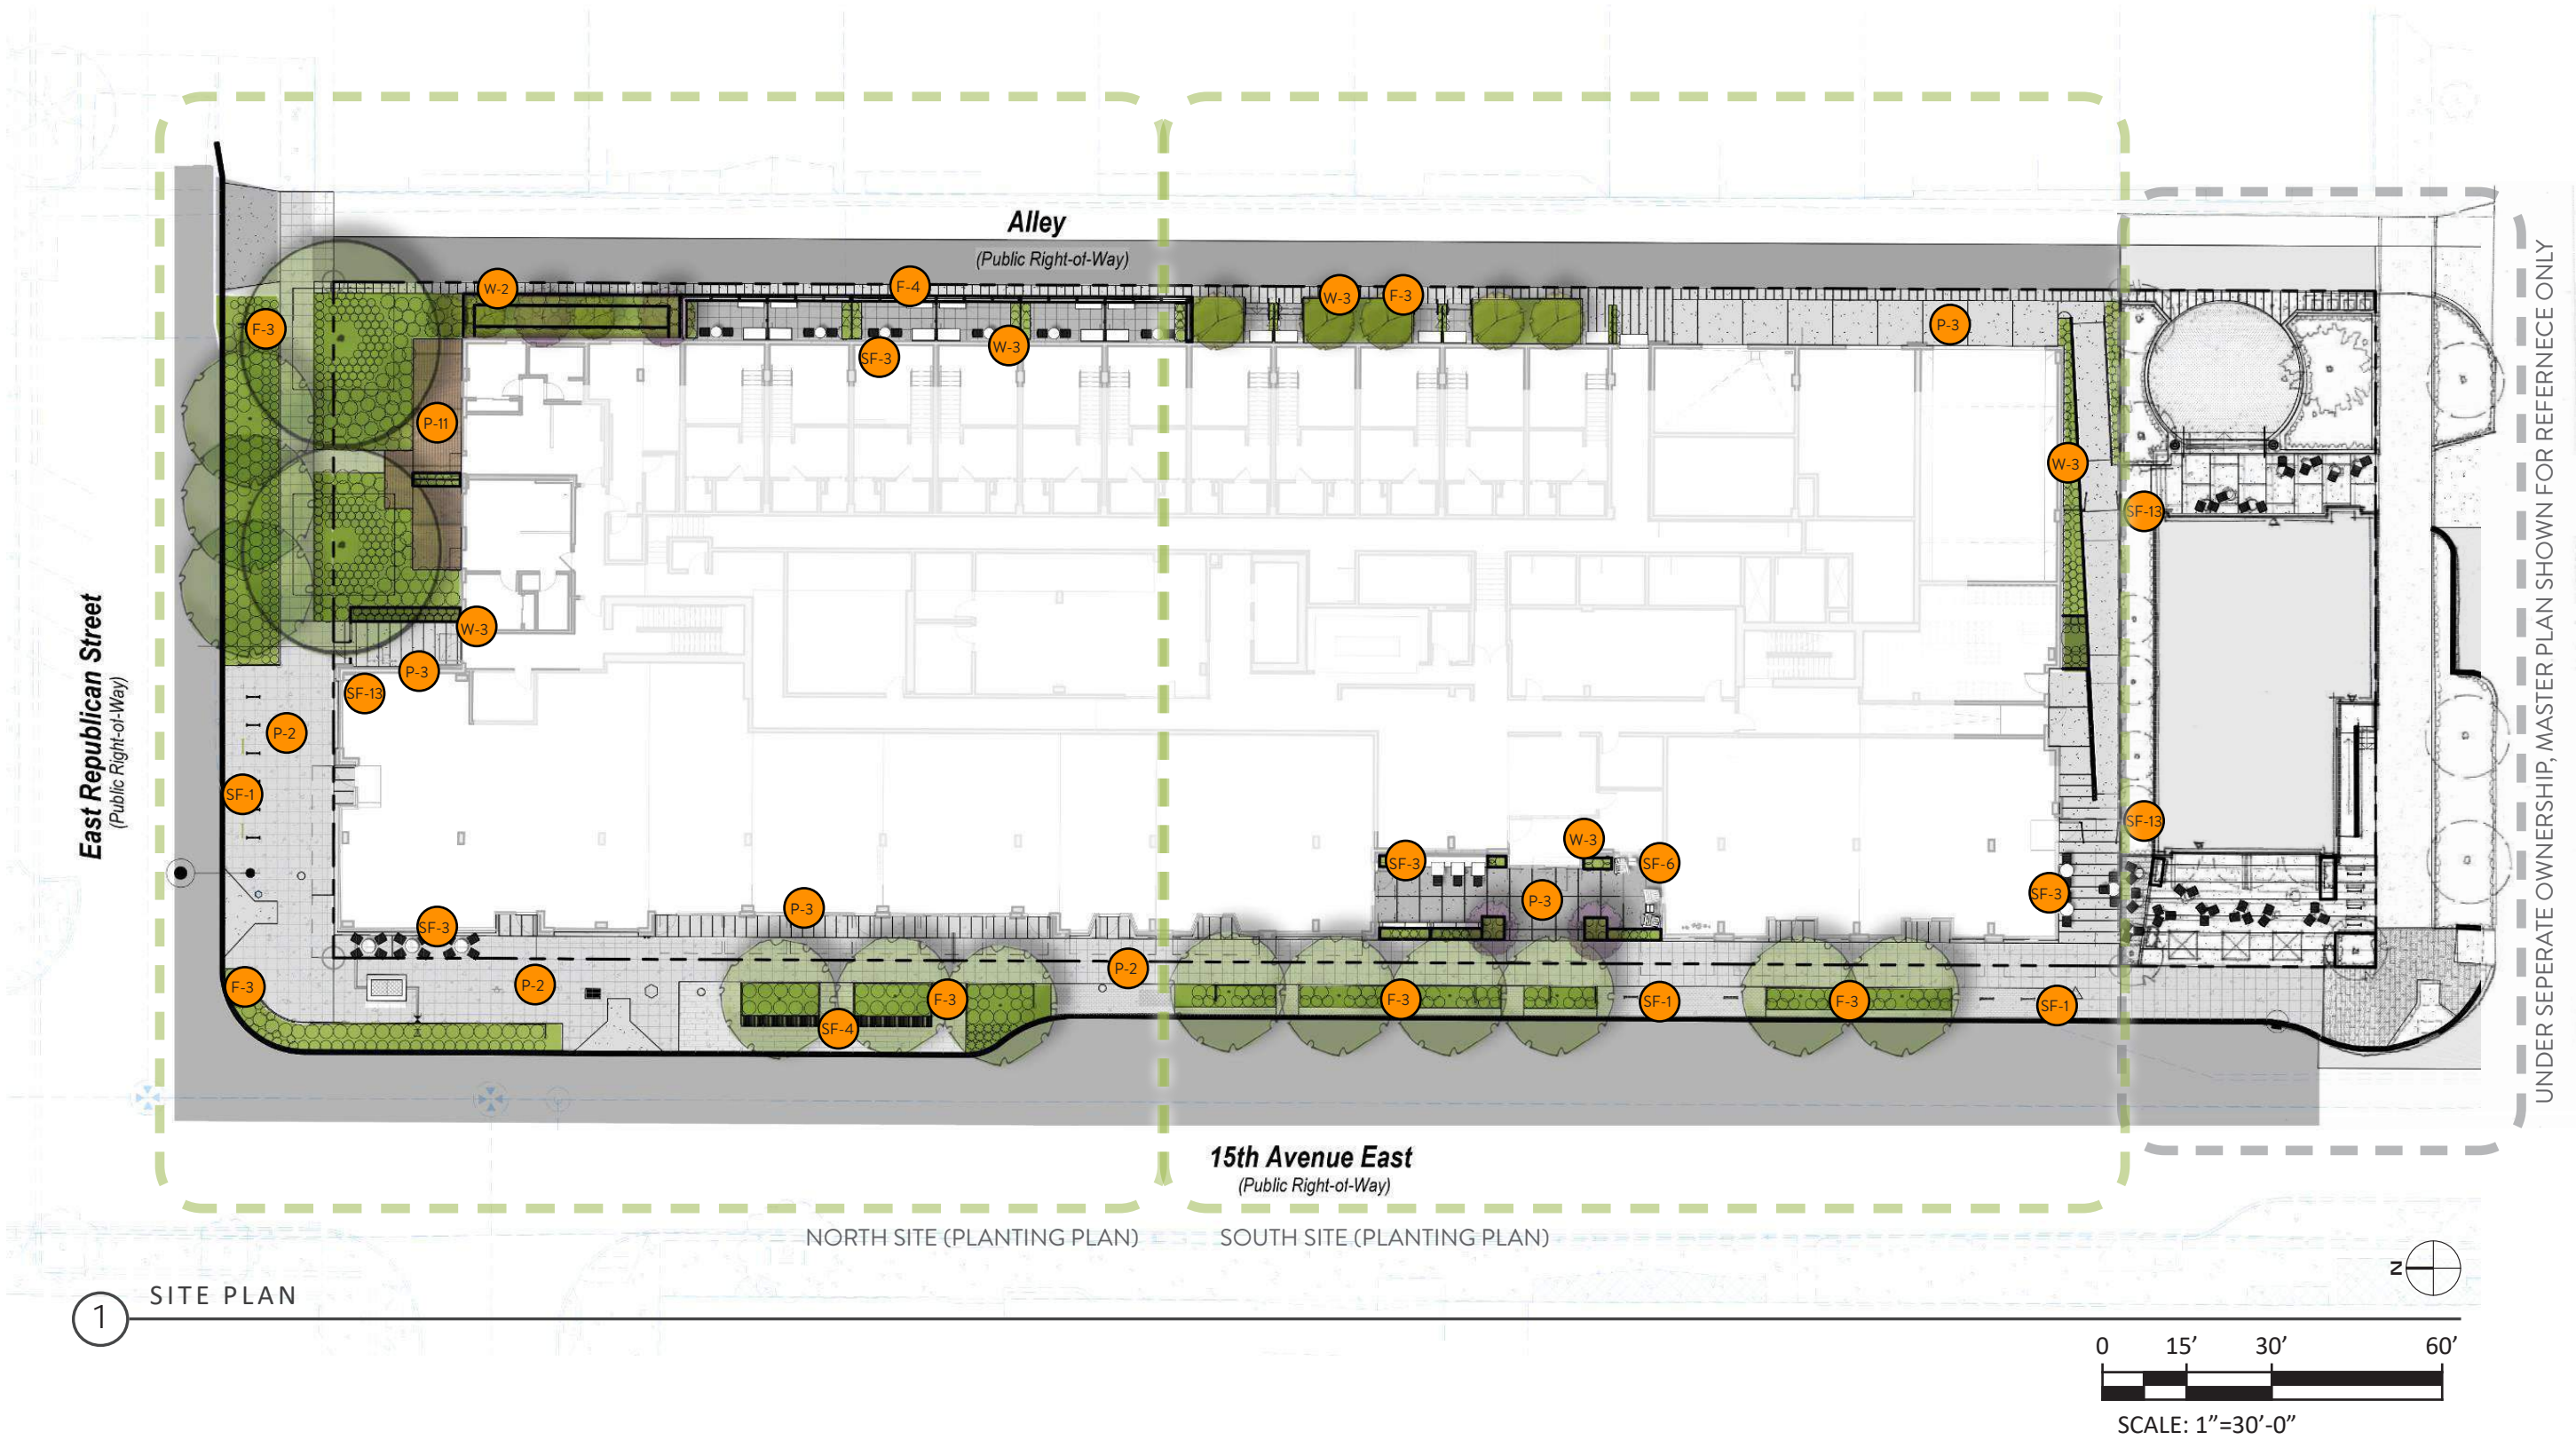 Alley
(Public Right-of-Way)
W-2
F-4
W-3
F-3
F-3
P-3
SF-3
W-3
P-11
W-3
SF-13
W-3
P-3
SF-13
P-2
SF-1
SF-13
W-3
SF-3
SF-6
SF-3
P-3
P-3
SF-3
P-2
F-3
P-2
F-3
SF-4
F-3
SF-1
F-3
SF-1
East Republican Street
(Public Right-of-Way)
UNDER SEPERATE OWNERSHIP, MASTER PLAN SHOWN FOR REFERNECE ONLY
15th Avenue East
(Public Right-of-Way)
NORTH SITE (PLANTING PLAN)
SOUTH SITE (PLANTING PLAN)
N
1
SITE PLAN
0 15’ 30’ 60’
SCALE: 1”=30’-0”